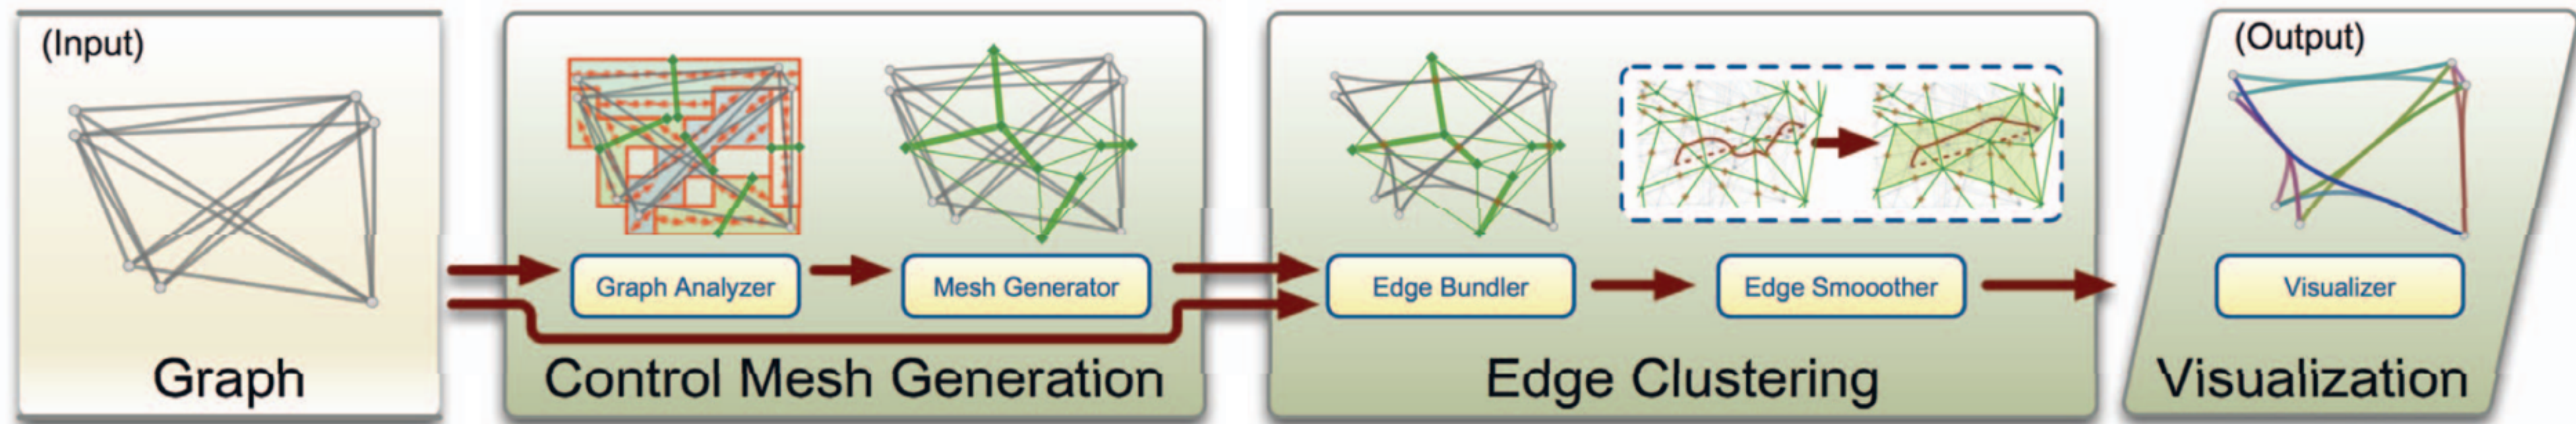 (Input)
Graph
Graph Analyzer
Mesh Generator
Control Mesh Generation
Edge Bundler
Edge Smooother
Edge Clustering
(Output)
Visualizer
Visualization